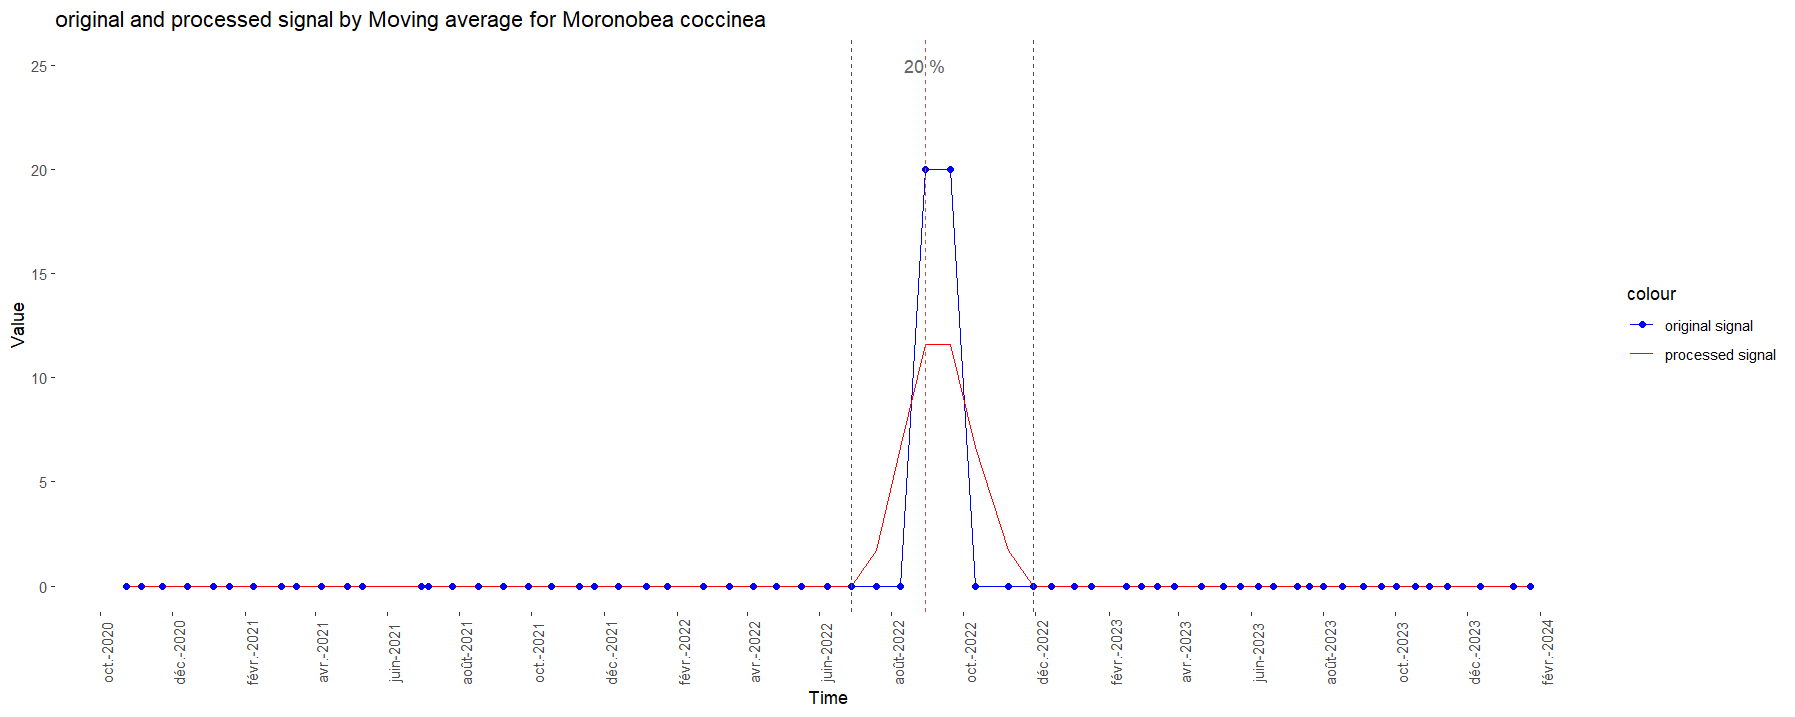 original and processed signal by Moving average for Moronobea coccinea
20 %
25
20
15
10
5
0
Value
oct.-2020
déc.-2020
févr.-2021
avr.-2021
juin-2021
août-2021
oct.-2021
déc.-2021
févr.-2022
avr.-2022
juin-2022
août-2022
oct.-2022
déc.-2022
févr.-2023
avr.-2023
juin-2023
août-2023
oct.-2023
déc.-2023
févr.-2024
Time
colour
original signal
processed signal